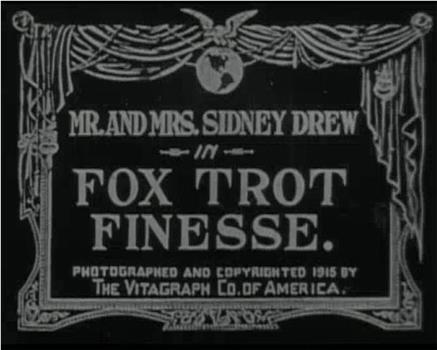 MR. AND MRS. SIDNEY DREW
IN
FOX TROT
FINESSE.
PHOTOGRAPHED AND COPYRIGHTED 1915 BY
THE VITAGRAPH CO. OF AMERICA.